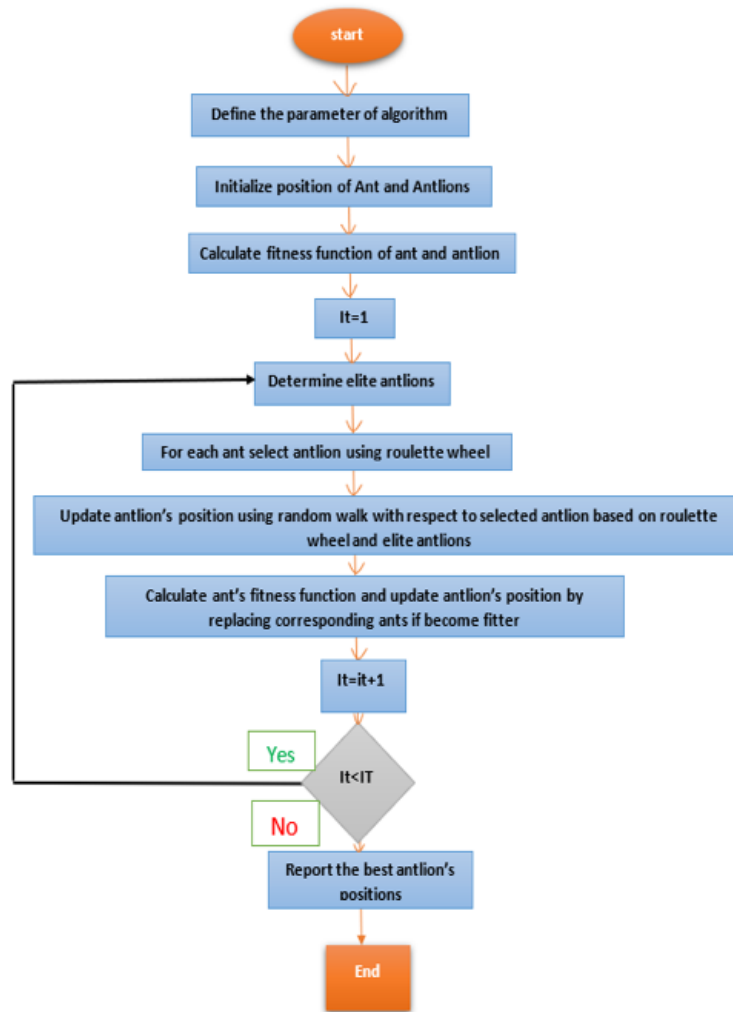 start
Define the parameter of algorithm
Initialize position of Ant and Antlions
Calculate fitness function of ant and antlion
It=1
Determine elite antlions
For each ant select antlion using roulette wheel
Update antlion's position using random walk with respect to selected antlion based on roulette
wheel and elite antlions
Calculate ant's fitness function and update antlion's position by
replacing corresponding ants if become fitter
It=it+1
Yes
It<IT
No
Report the best antlion's
positions
End